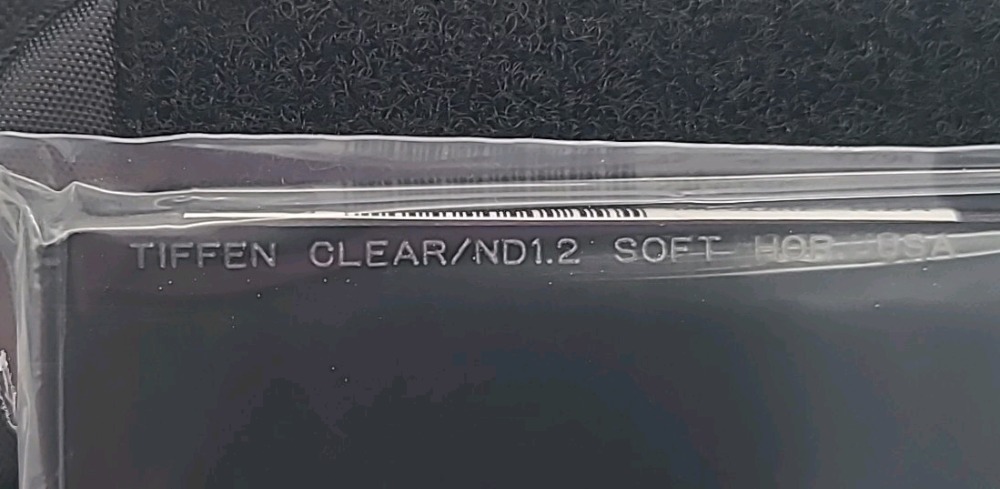 TIFFEN CLEAR/ND1.2 SOFT HOR. USA